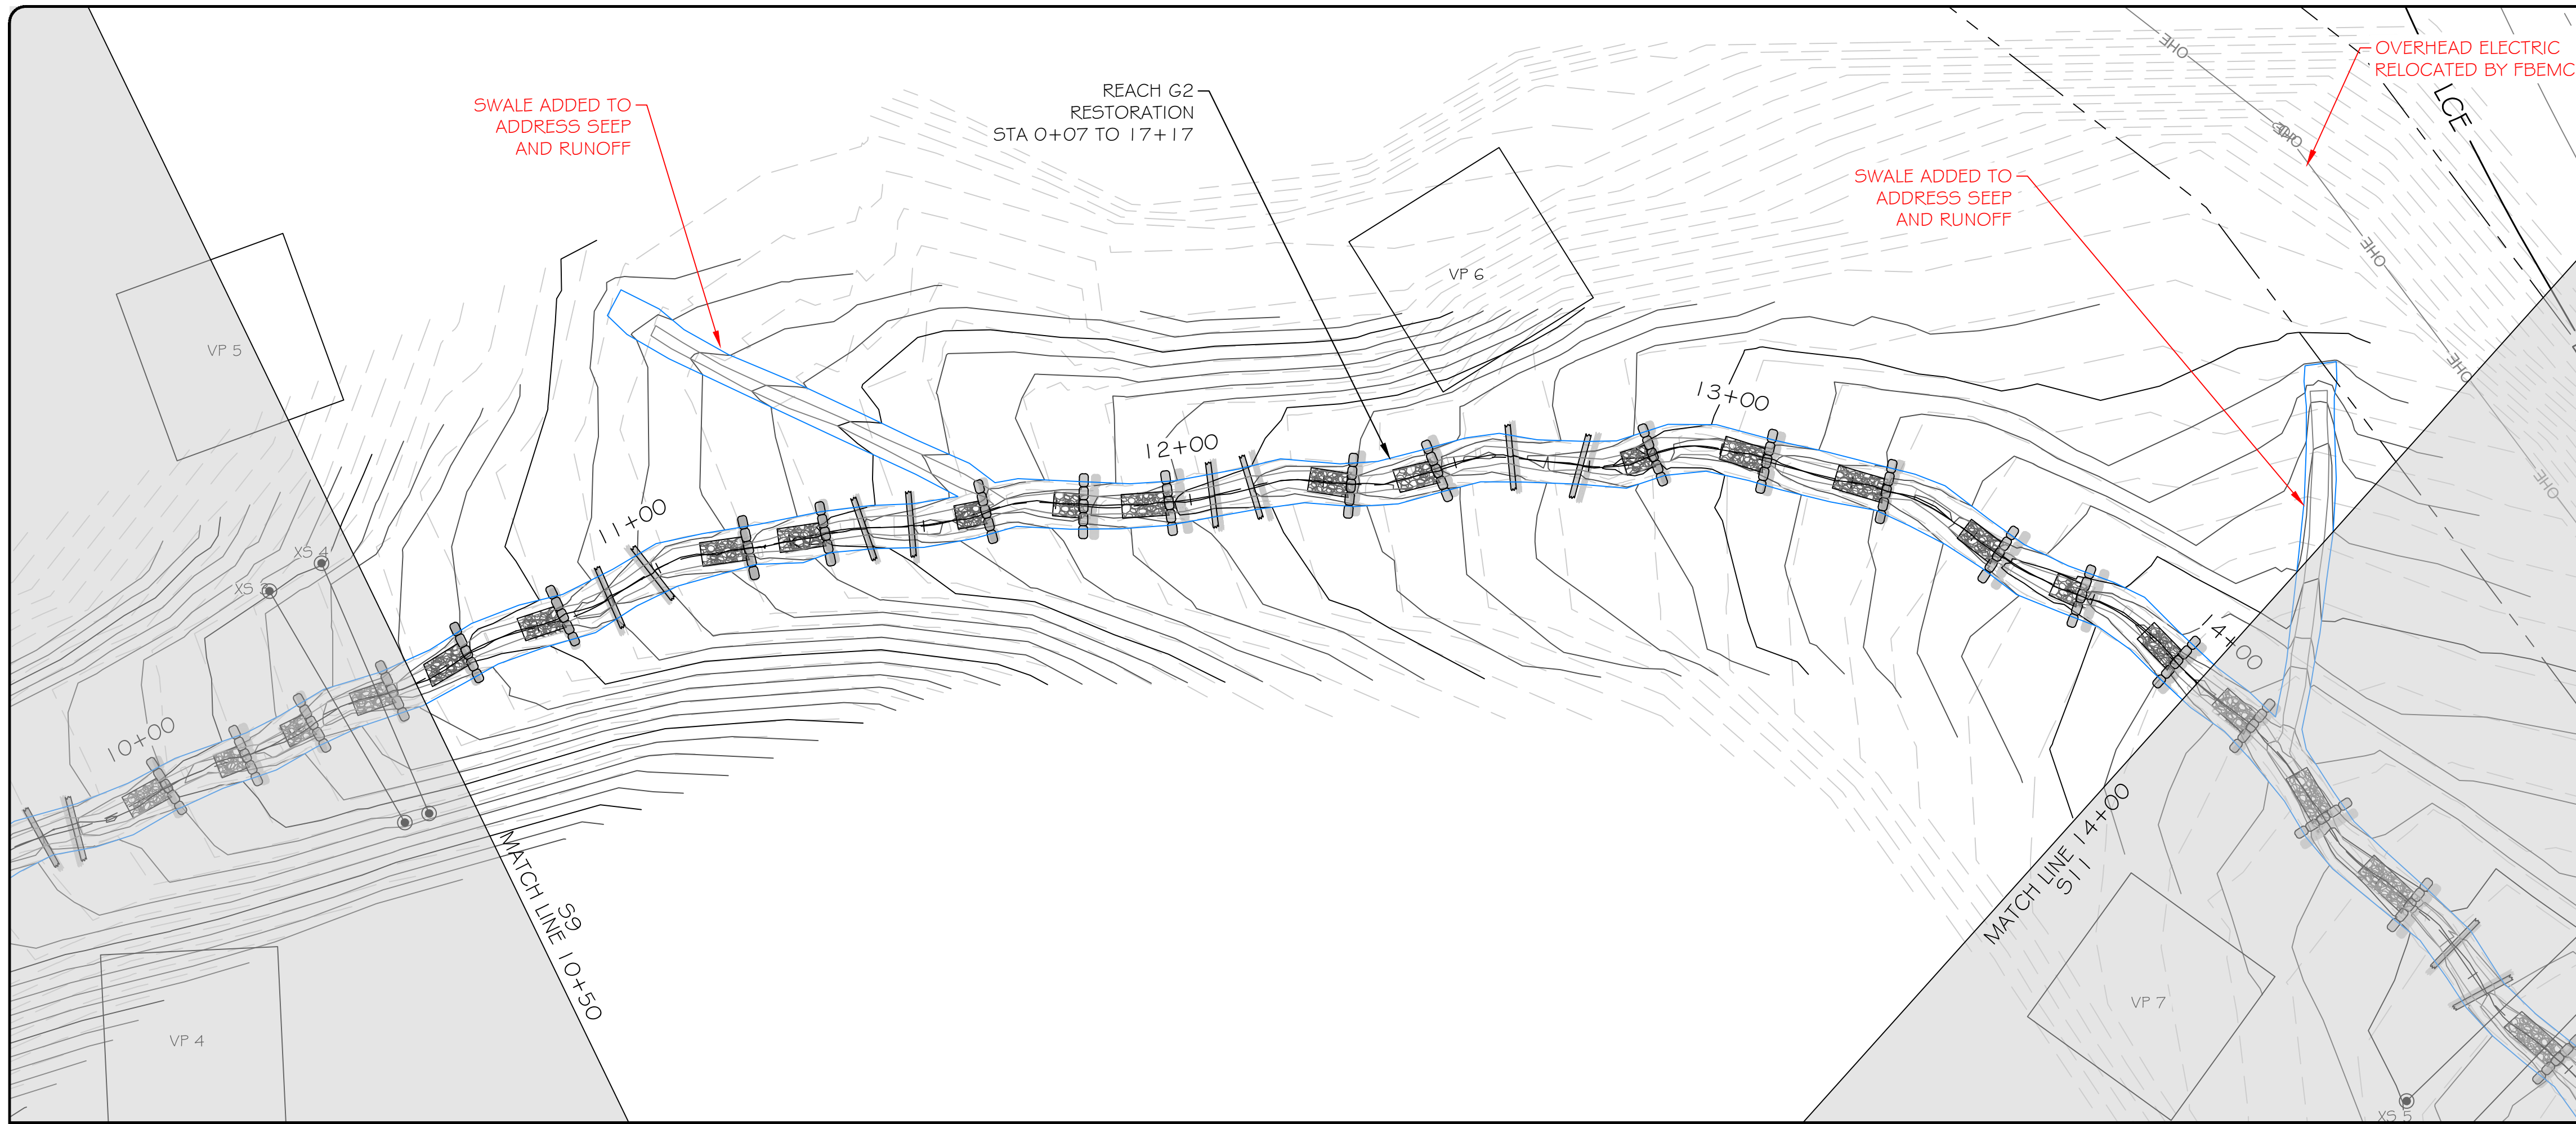 OVERHEAD ELECTRIC
RELOCATED BY FBEMC
OHE
LCE
REACH G2
RESTORATION
STA 0+07 TO 17+17
SWALE ADDED TO
ADDRESS SEEP
AND RUNOFF
OHE
SWALE ADDED TO
ADDRESS SEEP
AND RUNOFF
OHE
VP 6
VP 5
OHE
13+00
12+00
OHE
11+00
XS 4
XS 3
14+00
10+00
MATCH LINE 14+00
S11
S9
MATCH LINE 10+50
VP 7
VP 4
XS 5